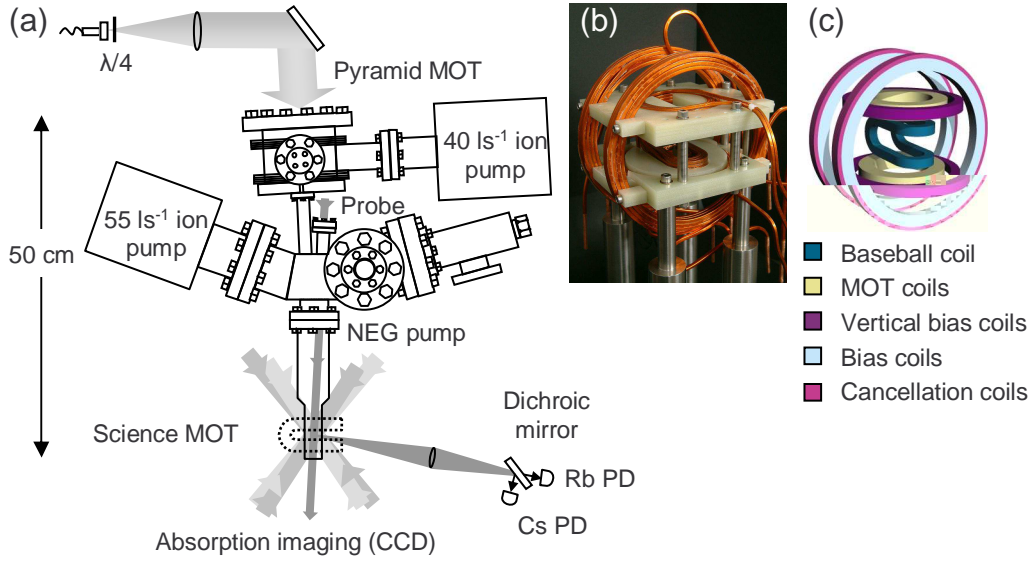 (a)
λ/4
Pyramid MOT
40 ls⁻¹ ion
pump
55 ls⁻¹ ion
pump
Probe
50 cm
NEG pump
Science MOT
Dichroic
mirror
Rb PD
Cs PD
Absorption imaging (CCD)
(b)
(c)
Baseball coil
MOT coils
Vertical bias coils
Bias coils
Cancellation coils